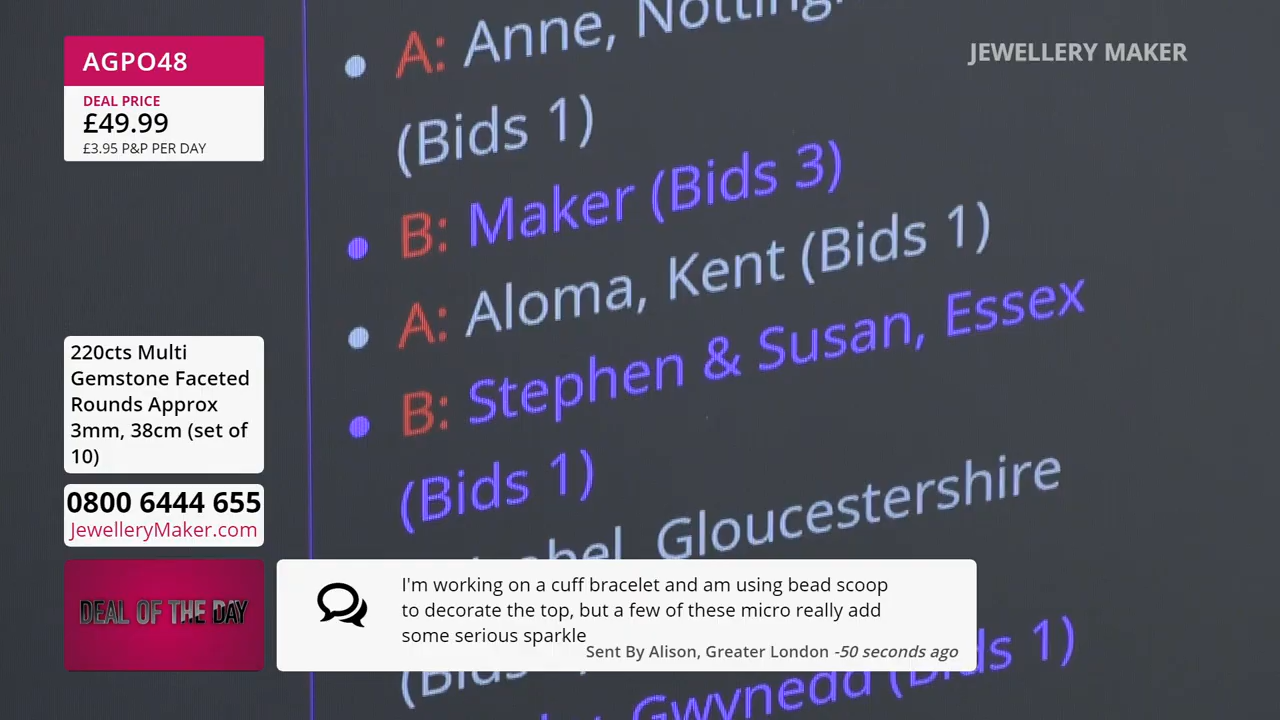 AGPO48
DEAL PRICE
£49.99
£3.95 P&P PER DAY
JEWELLERY MAKER
A: Anne,
(Bids 1)
B: Maker (Bids 3)
A: Aloma, Kent (Bids 1)
B: Stephen & Susan, Essex
(Bids 1)
Gloucestershire
Gwynedd (Bids 1)
220cts Multi
Gemstone Faceted
Rounds Approx
3mm, 38cm (set of
10)
0800 6444 655
JewelleryMaker.com
DEAL OF THE DAY
I'm working on a cuff bracelet and am using bead scoop
to decorate the top, but a few of these micro really add
some serious sparkle
Sent By Alison, Greater London -50 seconds ago